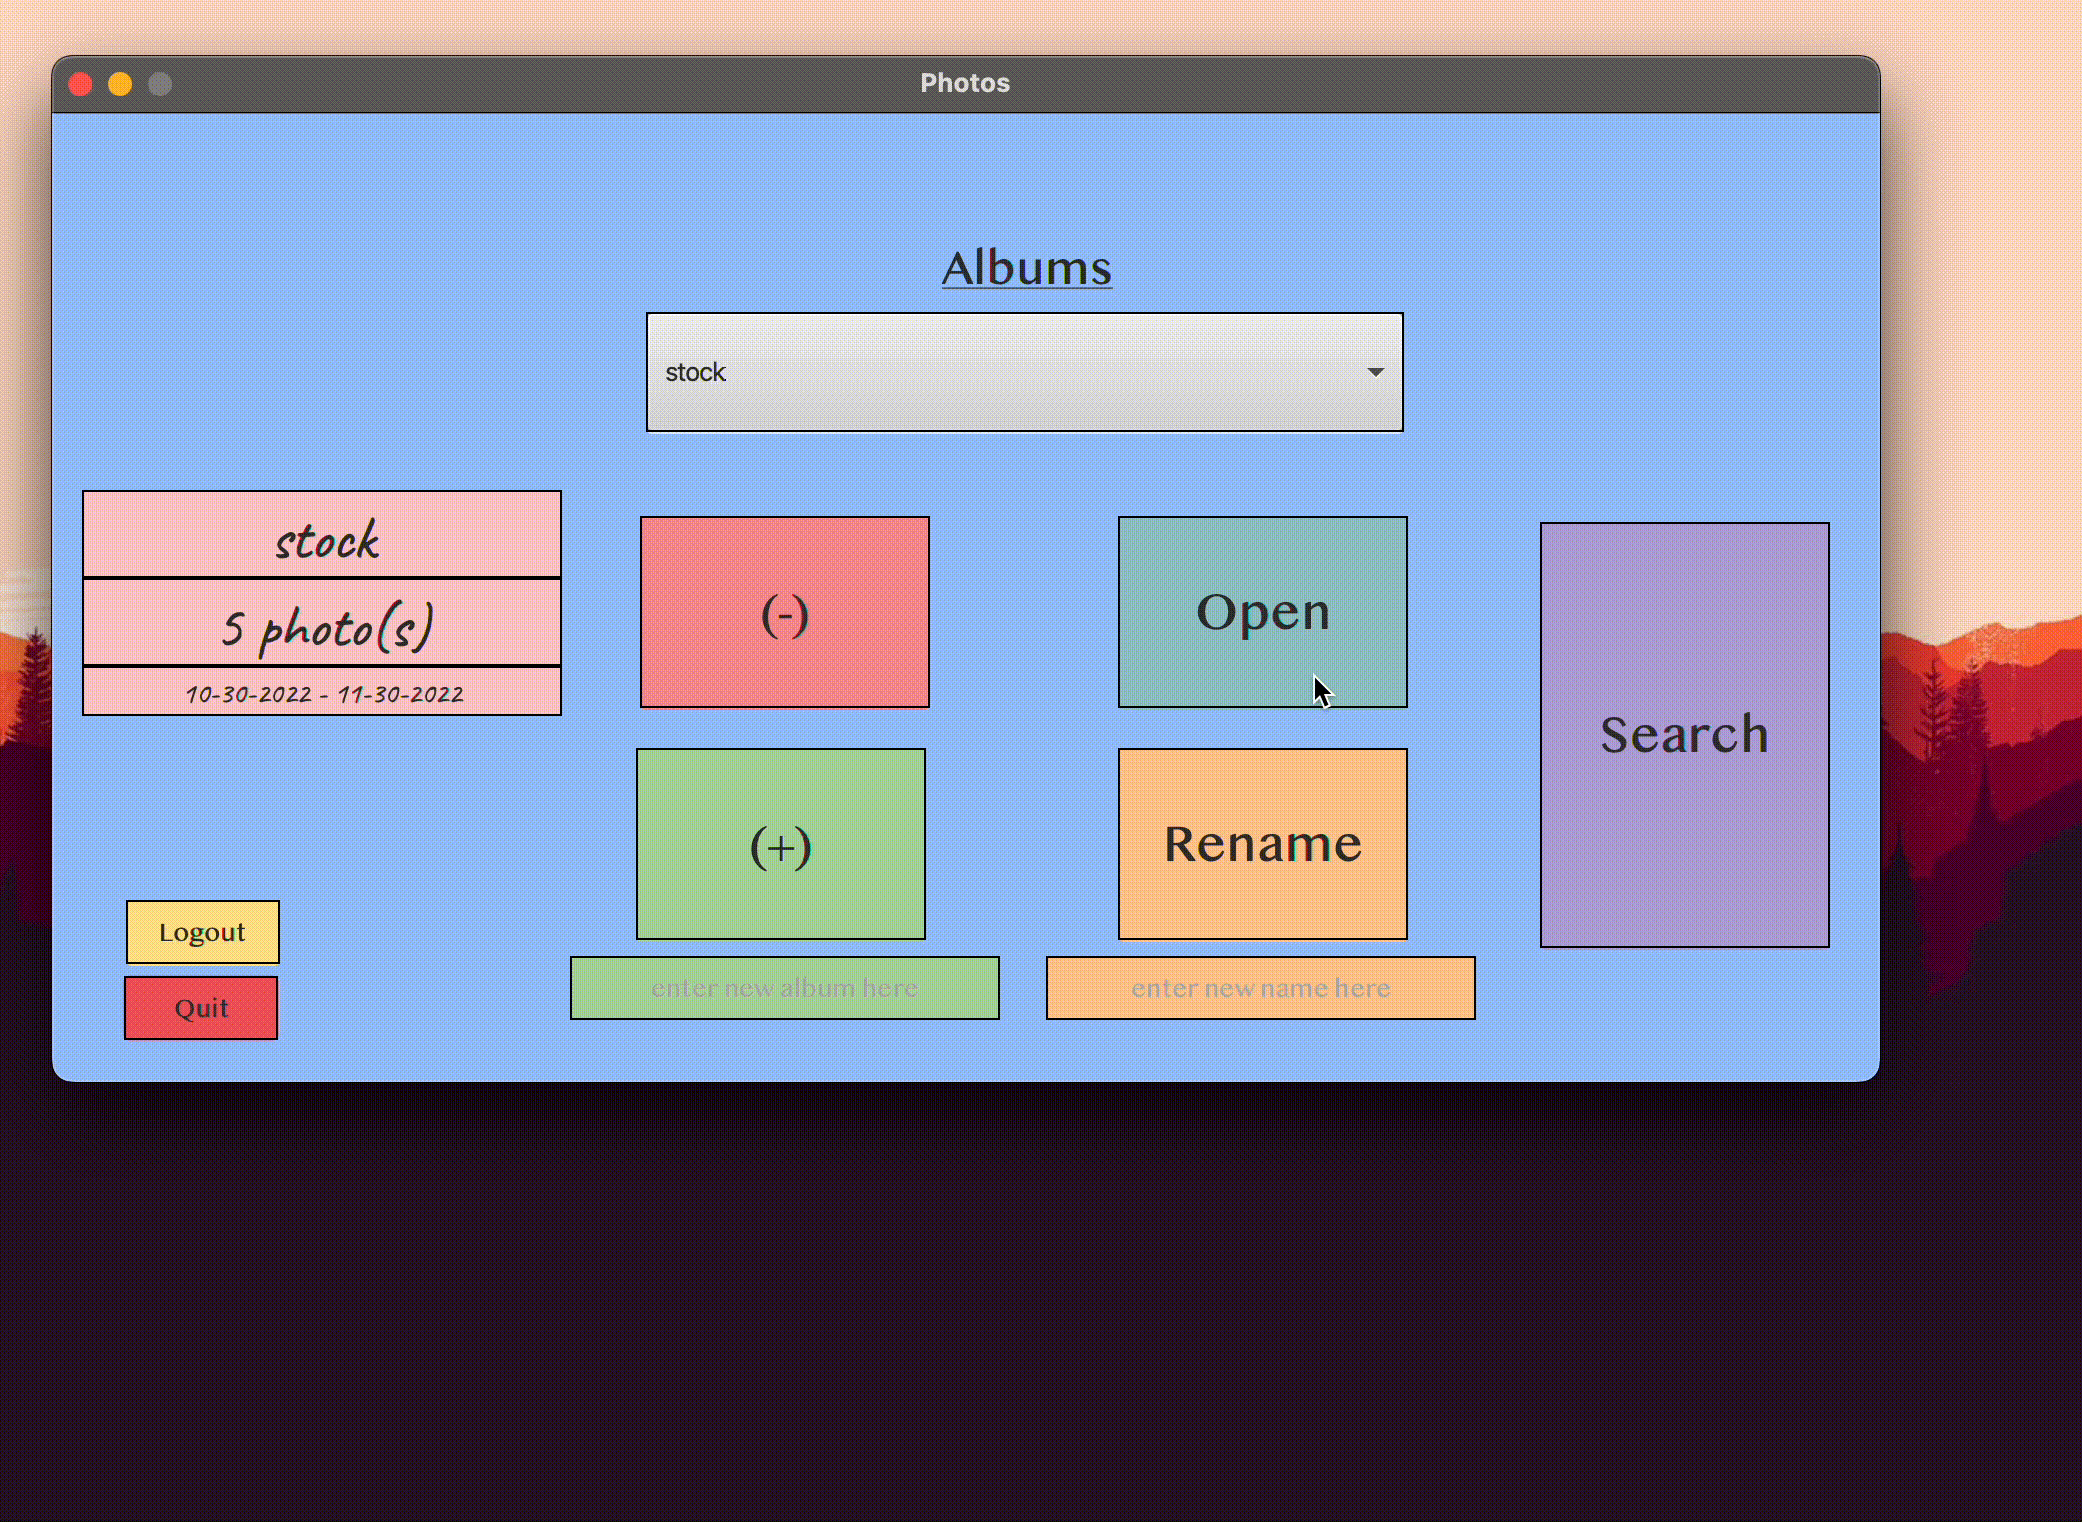 Photos
Albums
stock
stock
5 photo(s)
10-30-2022 - 11-30-2022
(-)
Open
Search
(+)
Rename
Logout
Quit
enter new album here
enter new name here